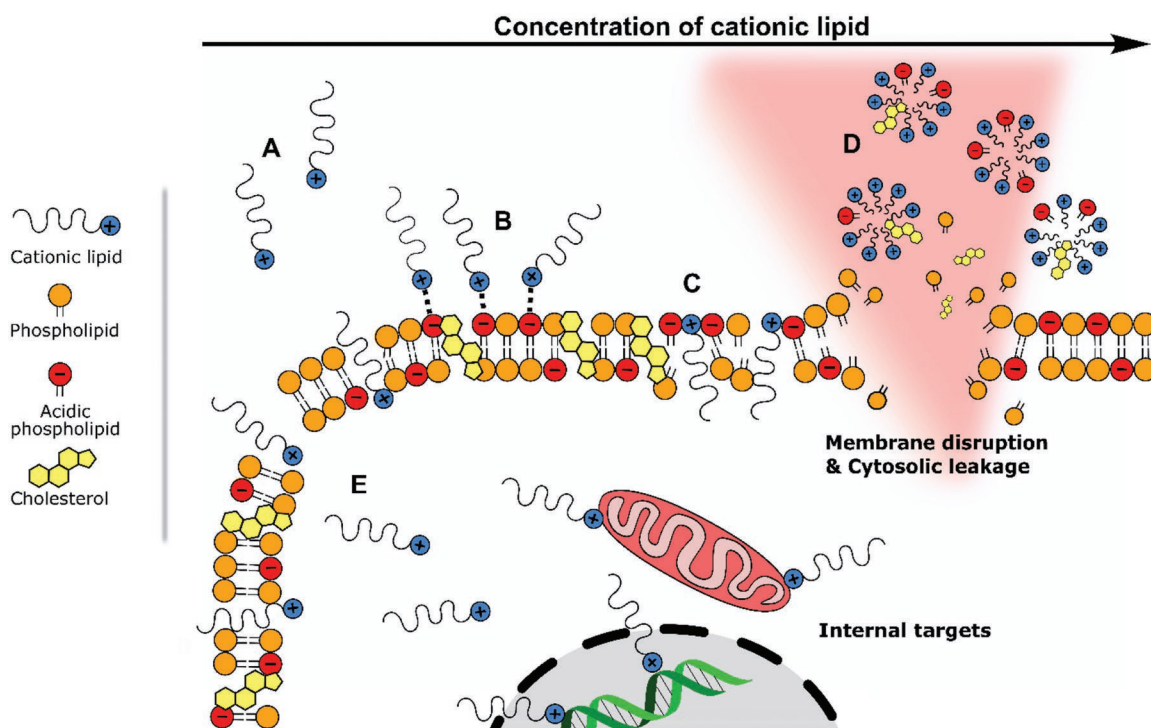 Concentration of cationic lipid
A
B
C
D
E
Cationic lipid
Phospholipid
Acidic
phospholipid
Cholesterol
Membrane disruption
& Cytosolic leakage
Internal targets